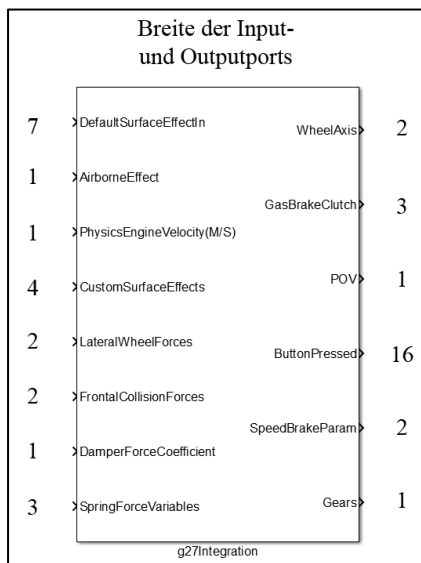 Breite der Input-
und Outputports
7 DefaultSurfaceEffectIn
WheelAxis 2
1 AirborneEffect
GasBrakeClutch 3
1 PhysicsEngineVelocity(M/S)
POV 1
4 CustomSurfaceEffects
2 LateralWheelForces
ButtonPressed 16
2 FrontalCollisionForces
SpeedBrakeParam 2
1 DamperForceCoefficient
3 SpringForceVariables
Gears 1
g27Integration